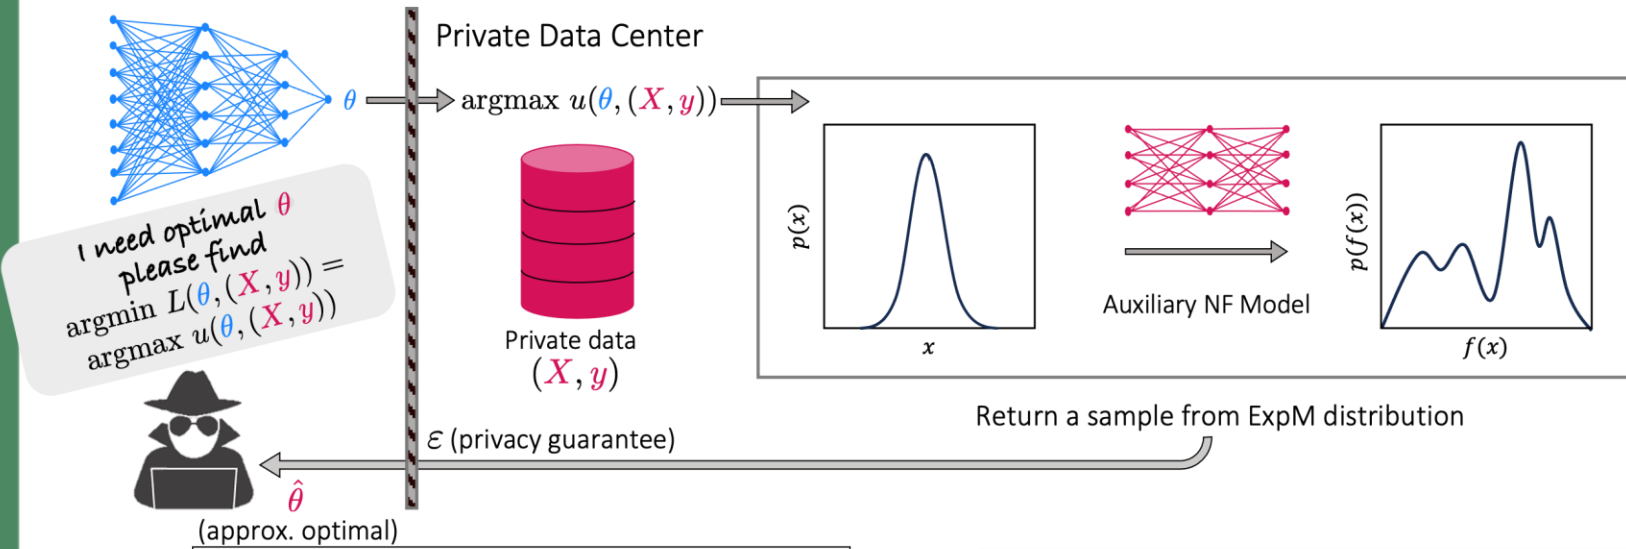 Private Data Center
θ
argmax u(θ, (X, y))
I need optimal θ
please find
argmin L(θ, (X, y)) =
argmax u(θ, (X, y))
Private data
(X, y)
p(x)
x
Auxiliary NF Model
p(f(x))
f(x)
Return a sample from ExpM distribution
ε (privacy guarantee)
θ̂
(approx. optimal)